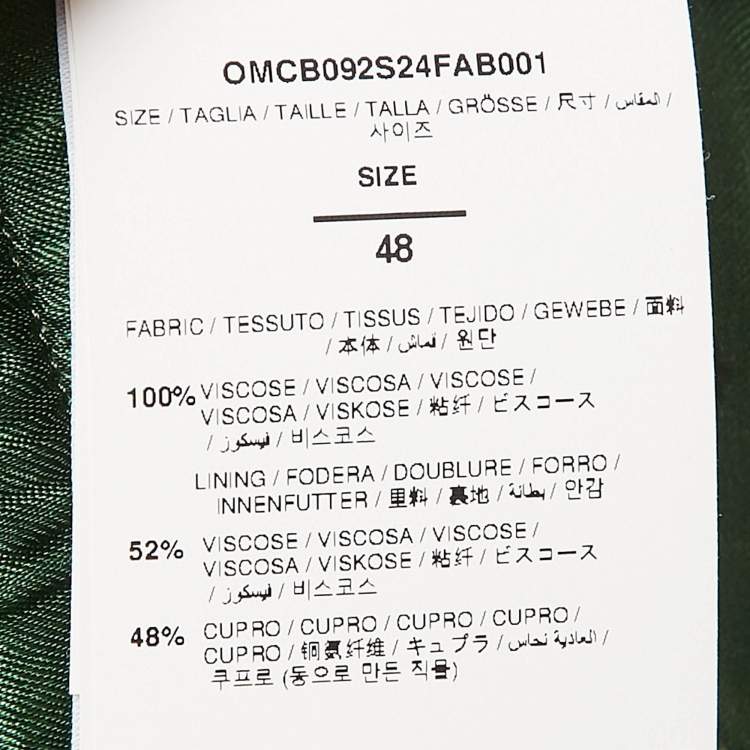 OMCB092S24FAB001
SIZE / TAGLIA / TAILLE / TALLA / GRÖSSE / 尺寸 / المقاس /
사이즈
SIZE
48
FABRIC / TESSUTO / TISSUS / TEJIDO / GEWEBE / 面料
/ 本体 / قماش / 원단
100% VISCOSE / VISCOSA / VISCOSE /
VISCOSA / VISKOSE / 粘纤 / ビスコース
/ فيسكوز / 비스코스
LINING / FODERA / DOUBLURE / FORRO /
INNENFUTTER / 里料 / 裏地 / بطانة / 안감
52% VISCOSE / VISCOSA / VISCOSE /
VISCOSA / VISKOSE / 粘纤 / ビスコース
/ فيسكوز / 비스코스
48% CUPRO / CUPRO / CUPRO / CUPRO /
CUPRO / 铜氨纤维 / キュプラ / العادية نحاس /
쿠프로 (동으로 만든 직물)